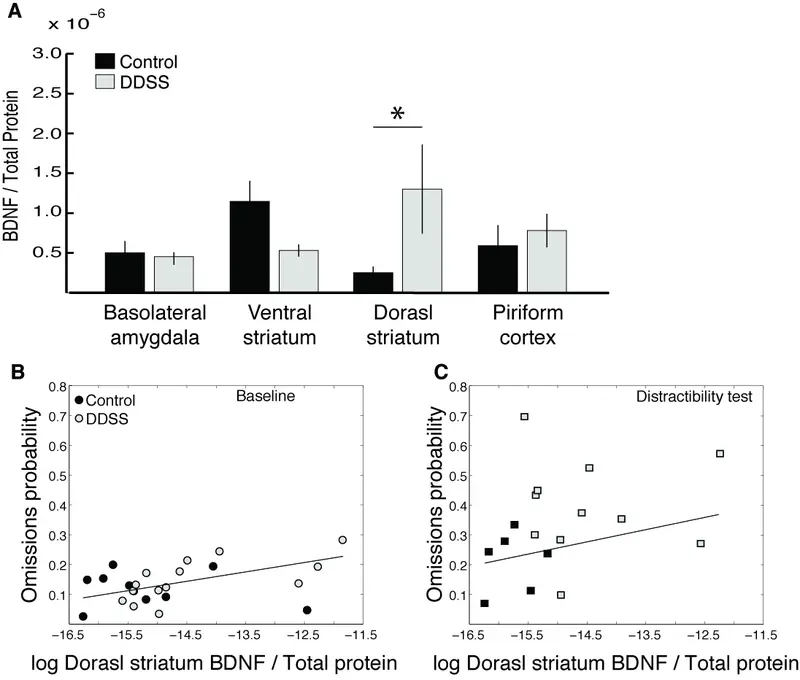 A
× 10⁻⁶
3.0
2.5
2.0
1.5
1.0
0.5
BDNF / Total Protein
Control
DDSS
*
Basolateral amygdala
Ventral striatum
Dorasl striatum
Piriform cortex
B
0.8
0.7
0.6
0.5
0.4
0.3
0.2
0.1
Omissions probability
Control
DDSS
Baseline
−16.5 −15.5 −14.5 −13.5 −12.5 −11.5
log Dorasl striatum BDNF / Total protein
C
0.8
0.7
0.6
0.5
0.4
0.3
0.2
0.1
Omissions probability
Distractibility test
−16.5 −15.5 −14.5 −13.5 −12.5 −11.5
log Dorasl striatum BDNF / Total protein